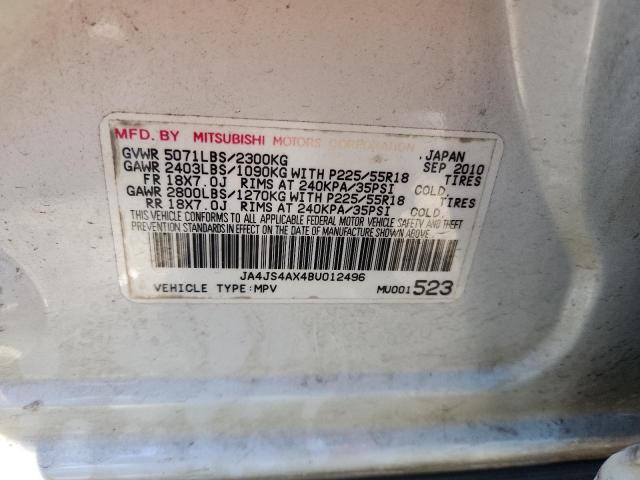 MFD. BY MITSUBISHI MOTORS CORPORATION JAPAN
GVWR 5071LBS/2300KG SEP 2010
GAWR 2403LBS/1090KG WITH P225/55R18 TIRES
FR 18X7.0J RIMS AT 240KPA/35PSI COLD.
GAWR 2800LBS/1270KG WITH P225/55R18 TIRES
RR 18X7.0J RIMS AT 240KPA/35PSI COLD.
THIS VEHICLE CONFORMS TO ALL APPLICABLE FEDERAL MOTOR VEHICLE SAFETY AND THEFT
PREVENTION STANDARDS IN EFFECT ON THE DATE OF MANUFACTURE SHOWN ABOVE.
JA4JS4AX4BU012496
VEHICLE TYPE:MPV MU001523